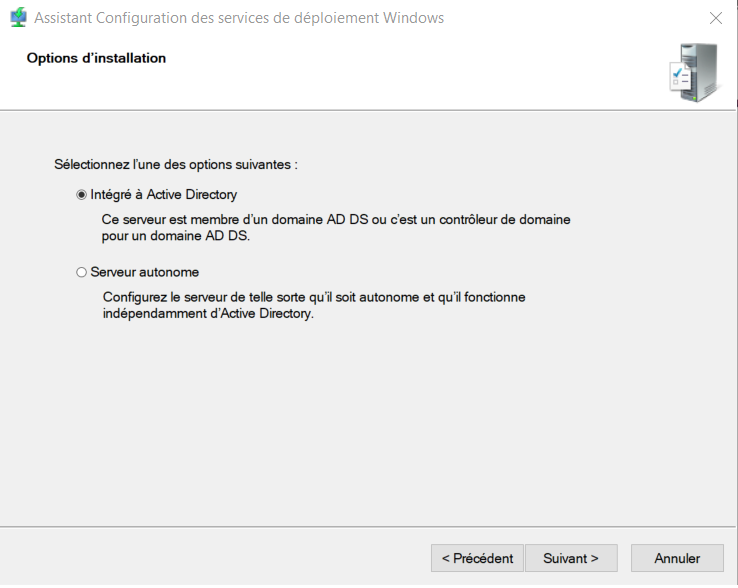 Assistant Configuration des services de déploiement Windows
Options d'installation
Sélectionnez l'une des options suivantes :
Intégré à Active Directory
Ce serveur est membre d'un domaine AD DS ou c'est un contrôleur de domaine
pour un domaine AD DS.
Serveur autonome
Configurez le serveur de telle sorte qu'il soit autonome et qu'il fonctionne
indépendamment d'Active Directory.
< Précédent Suivant > Annuler